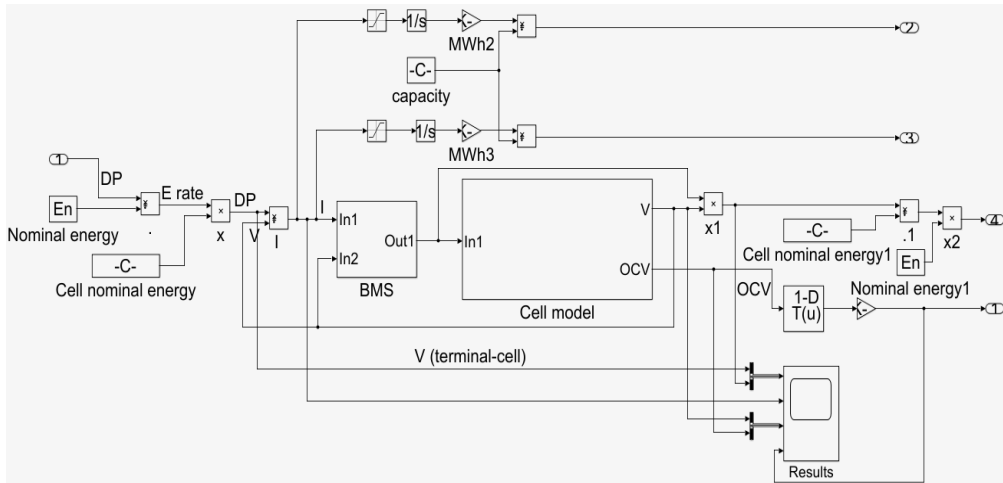 1/s
MWh2
2
-C-
capacity
1/s
MWh3
3
1
DP
E rate
DP
I
En
V
I
Nominal energy
.
x
-C-
Cell nominal energy
In1
Out1
In2
BMS
In1
V
OCV
Cell model
x
x1
-C-
.1
x
x2
4
Cell nominal energy1
En
OCV
Nominal energy1
1-D
T(u)
1
V (terminal-cell)
Results